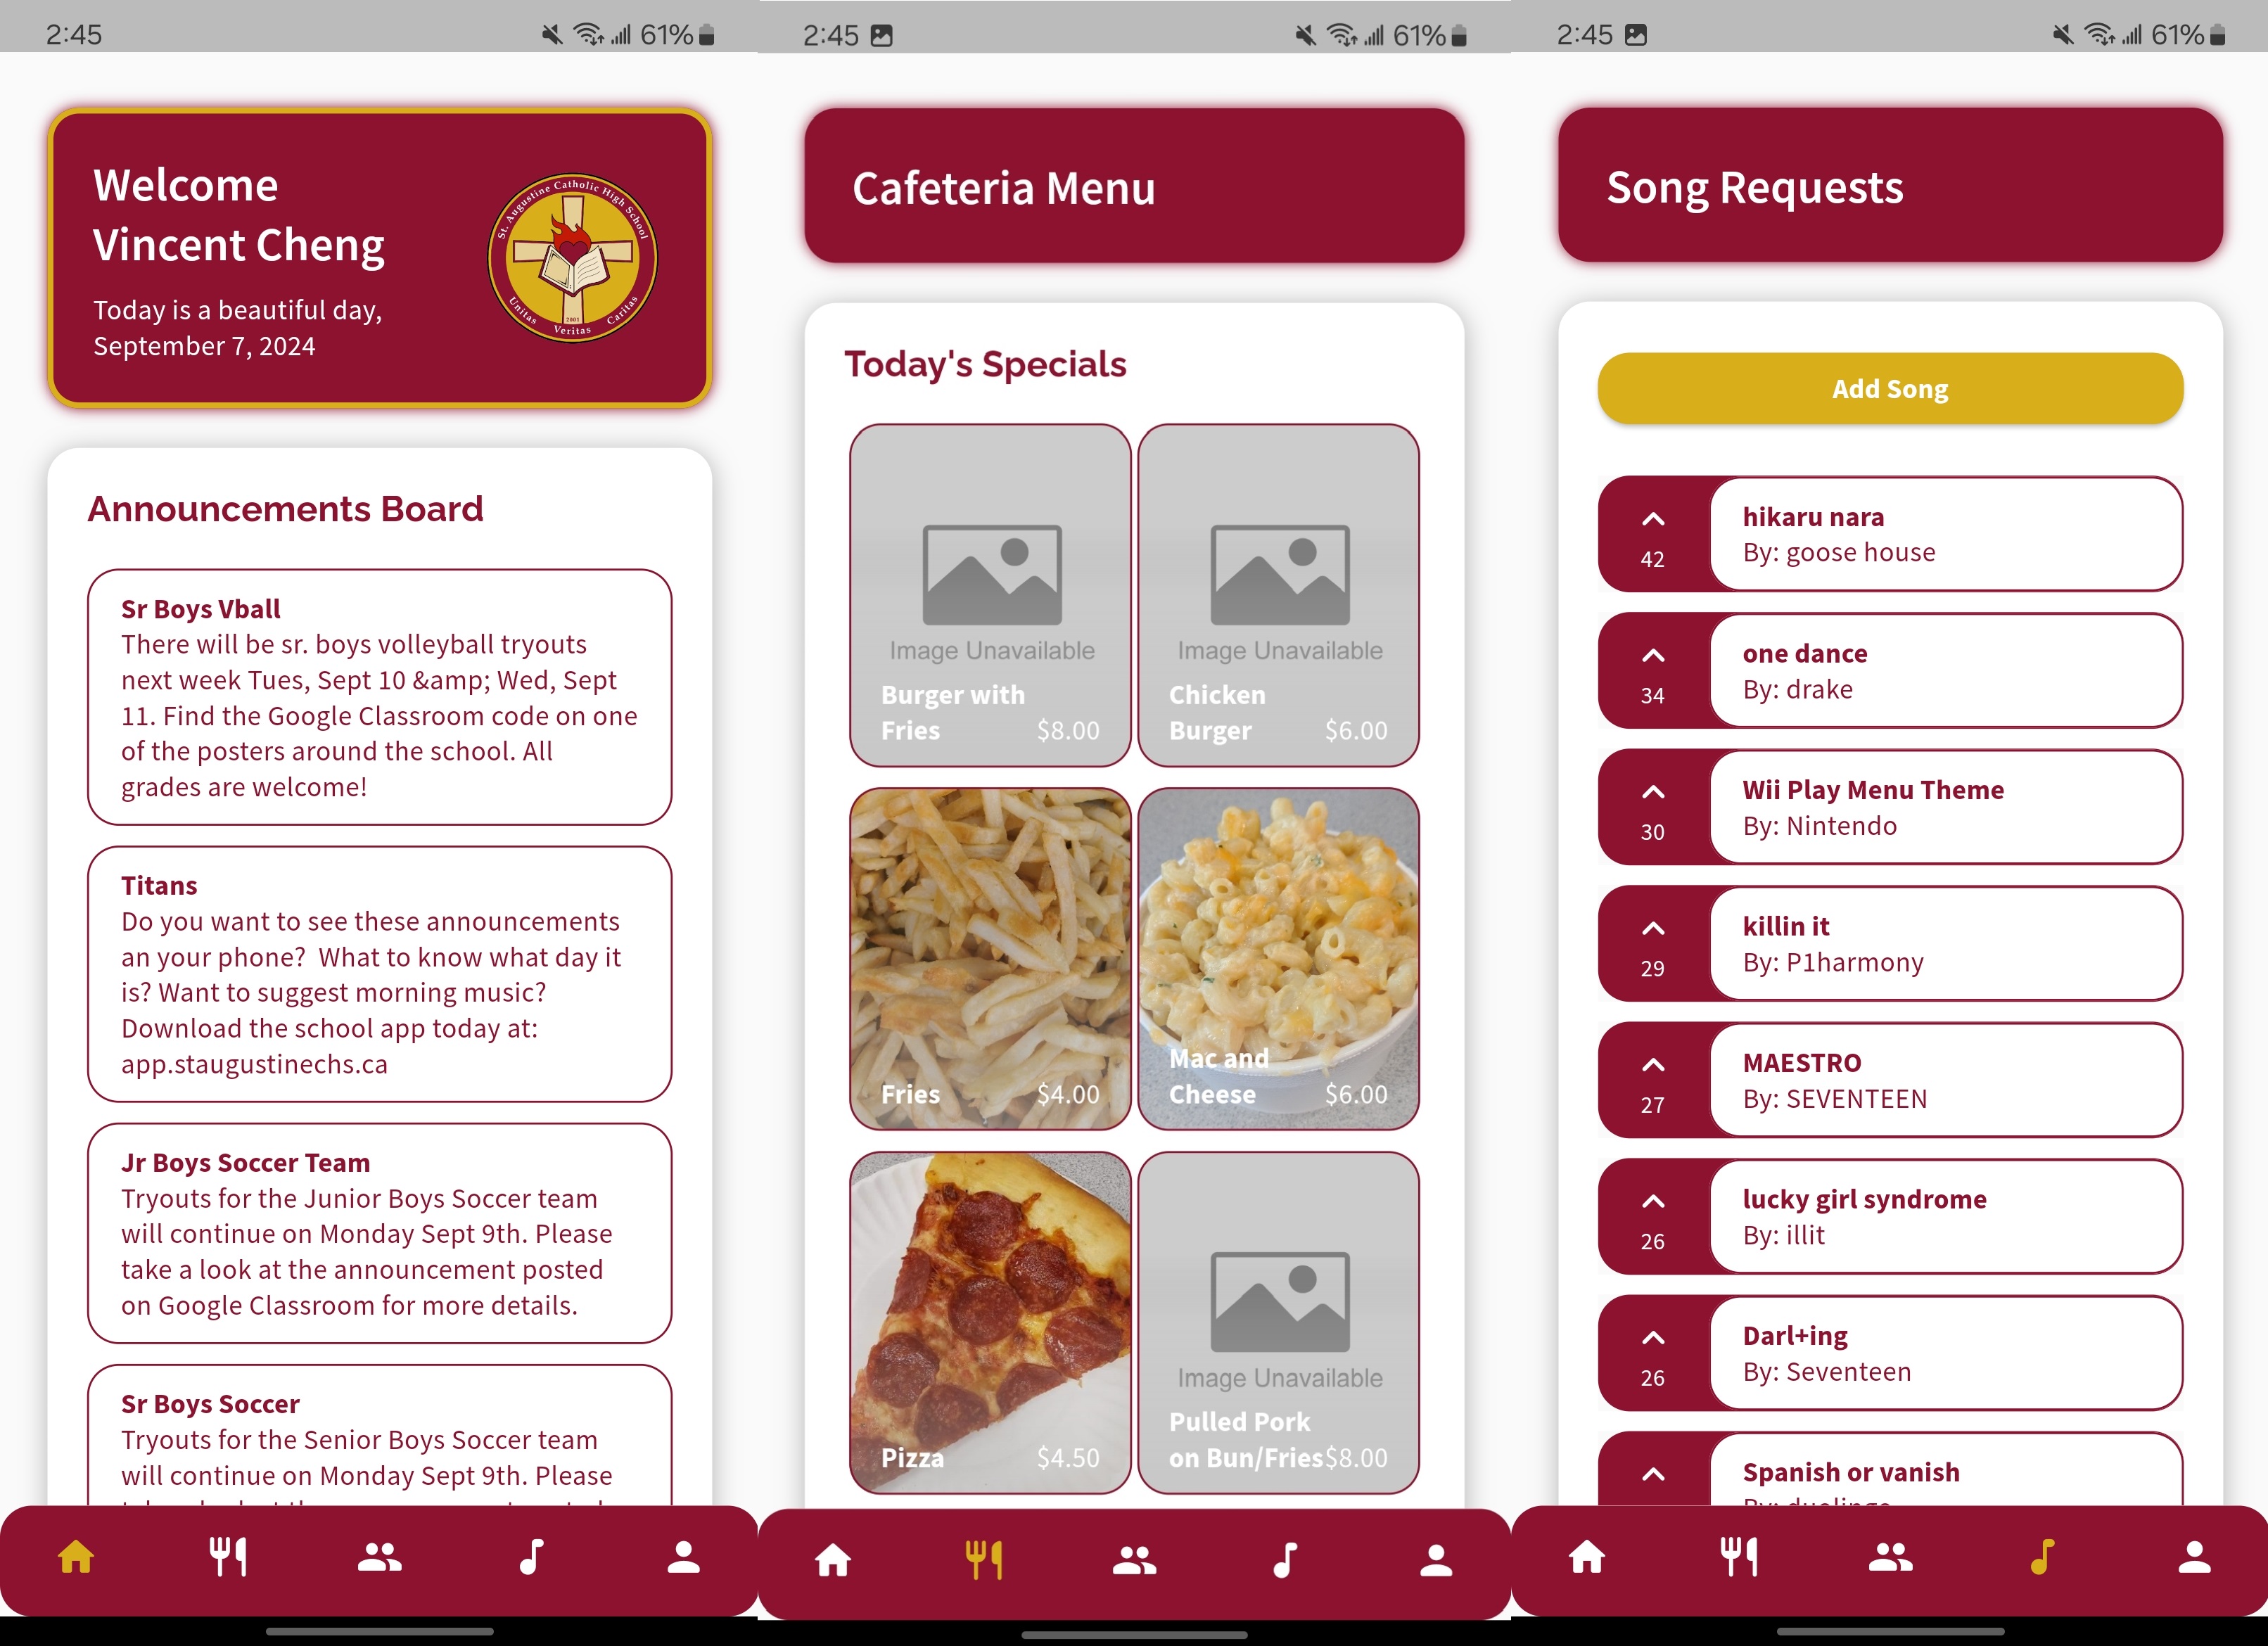 2:45
61%
Welcome
Vincent Cheng
Today is a beautiful day,
September 7, 2024
St. Augustine Catholic High School
2001
Unitas Veritas Caritas
Announcements Board
Sr Boys Vball
There will be sr. boys volleyball tryouts
next week Tues, Sept 10 &amp;amp; Wed, Sept
11. Find the Google Classroom code on one
of the posters around the school. All
grades are welcome!
Titans
Do you want to see these announcements
an your phone?  What to know what day it
is? Want to suggest morning music?
Download the school app today at:
app.staugustinechs.ca
Jr Boys Soccer Team
Tryouts for the Junior Boys Soccer team
will continue on Monday Sept 9th. Please
take a look at the announcement posted
on Google Classroom for more details.
Sr Boys Soccer
Tryouts for the Senior Boys Soccer team
will continue on Monday Sept 9th. Please
2:45
61%
Cafeteria Menu
Today's Specials
Image Unavailable
Burger with
Fries $8.00
Image Unavailable
Chicken
Burger $6.00
Fries $4.00
Mac and
Cheese $6.00
Pizza $4.50
Image Unavailable
Pulled Pork
on Bun/Fries $8.00
2:45
61%
Song Requests
Add Song
42
hikaru nara
By: goose house
34
one dance
By: drake
30
Wii Play Menu Theme
By: Nintendo
29
killin it
By: P1harmony
27
MAESTRO
By: SEVENTEEN
26
lucky girl syndrome
By: illit
26
Darl+ing
By: Seventeen
Spanish or vanish
By: duolingo